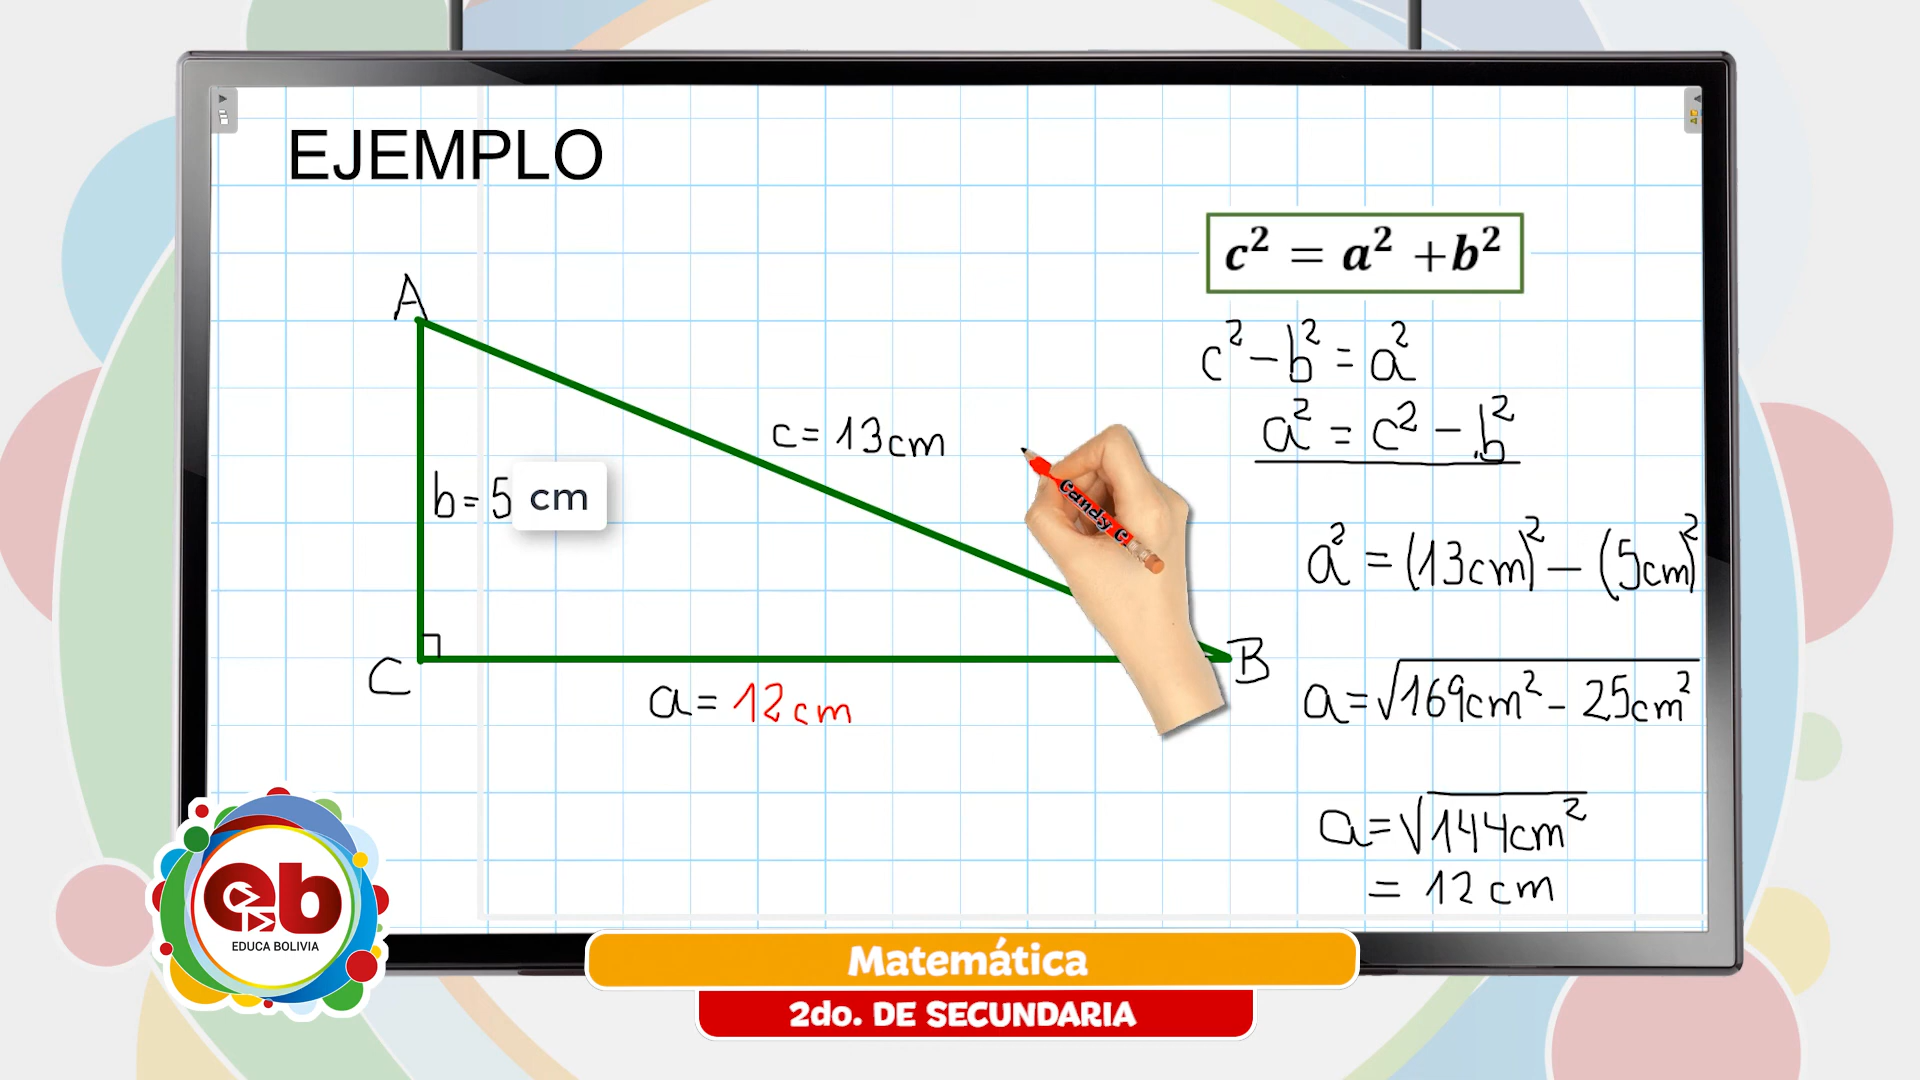 EJEMPLO
c² = a² +b²
A
c² - b² = a²
a² = c² - b²
c = 13cm
b = 5 cm
Candy C.
a² = (13cm)² - (5cm)²
C
B
a = 12cm
a = √169cm² - 25cm²
a = √144cm²
= 12 cm
eb
EDUCA BOLIVIA
Matemática
2do. DE SECUNDARIA